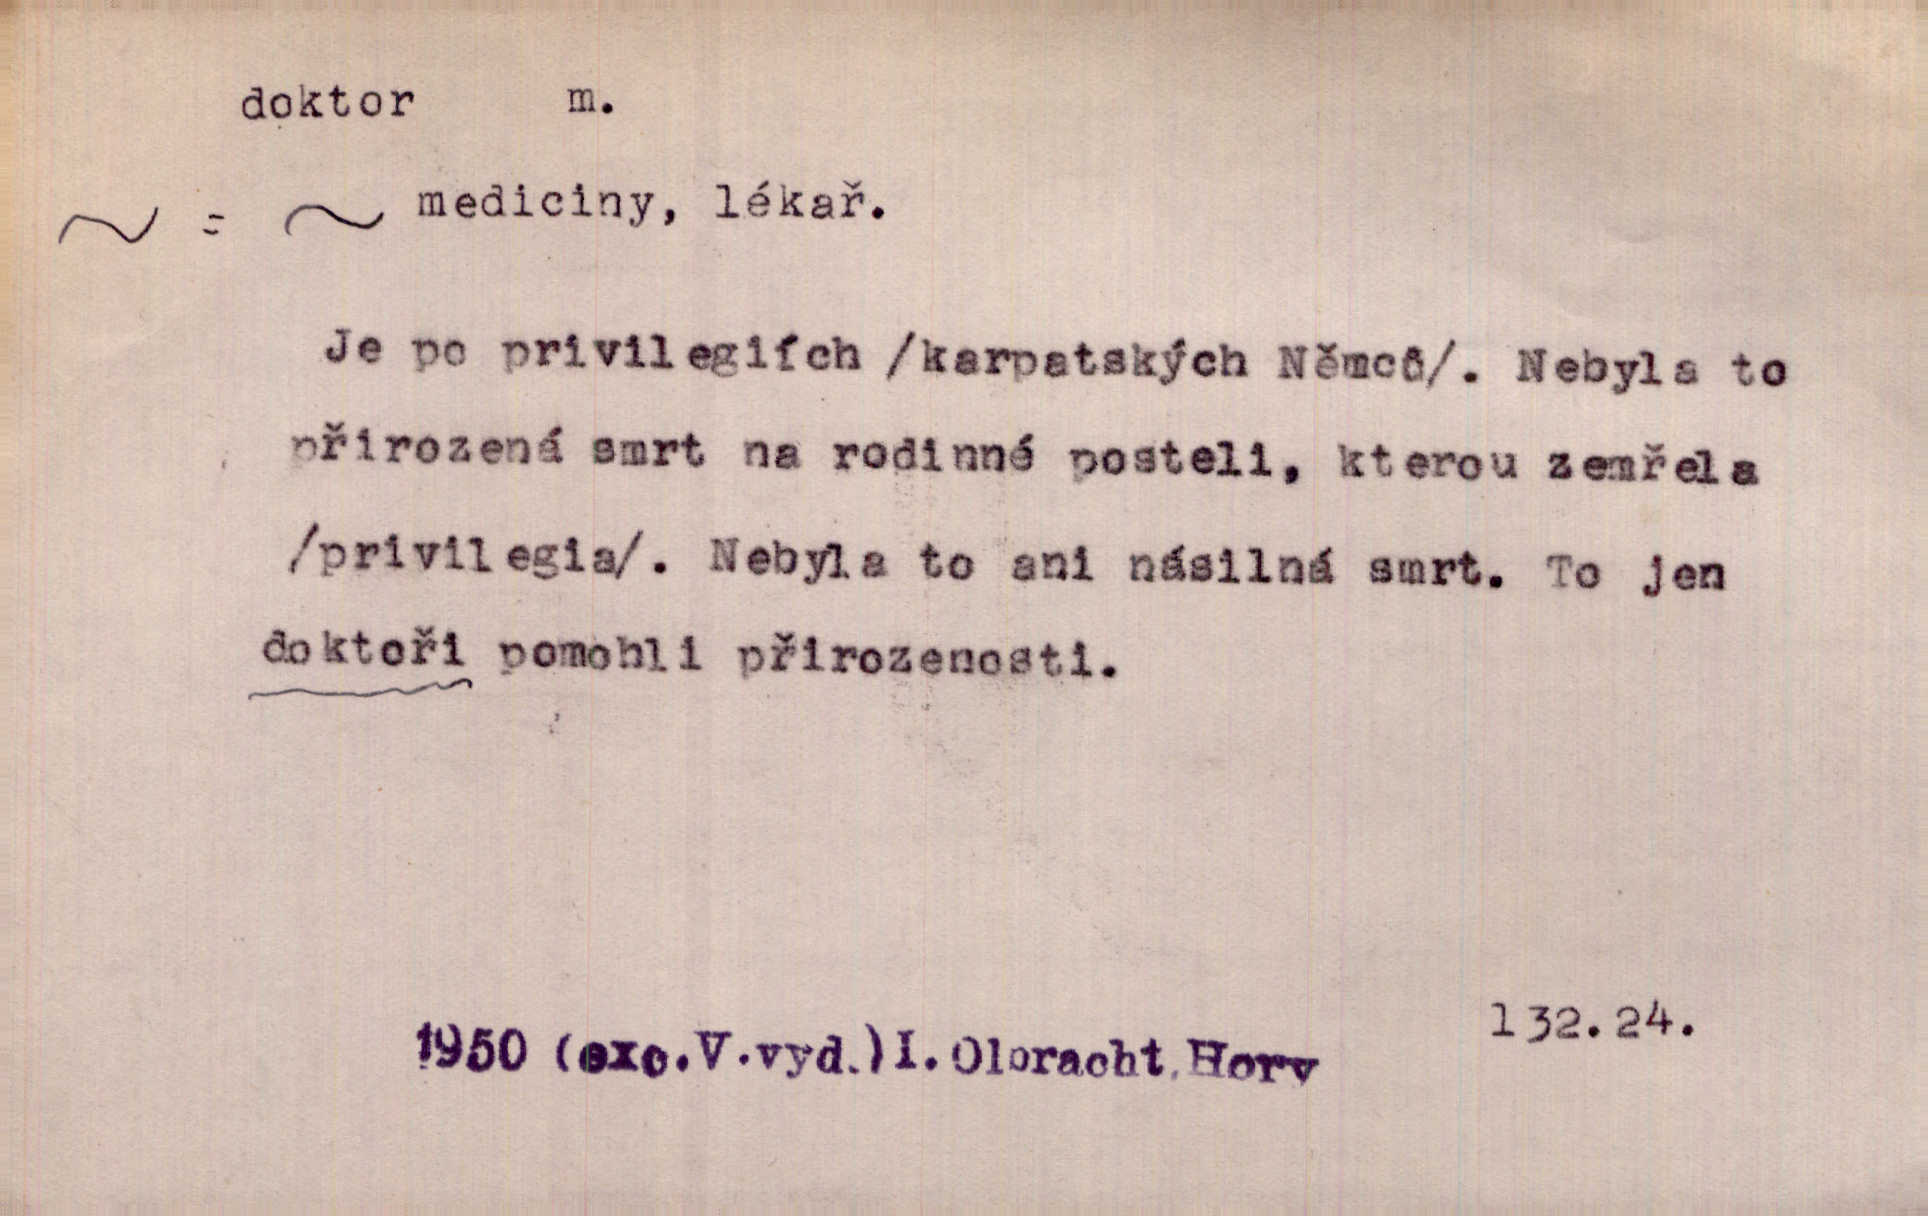 doktor m.
~ = ~ mediciny, lékař.
Je po privilegiích /karpatských Němců/. Nebyla to
přirozená smrt na rodinné posteli, kterou zemřela
/privilegia/. Nebyla to ani násilná smrt. To jen
doktoři pomohli přirozenosti.
132.24.
1950 (exc.V.vyd.) I. Olbracht, Horv